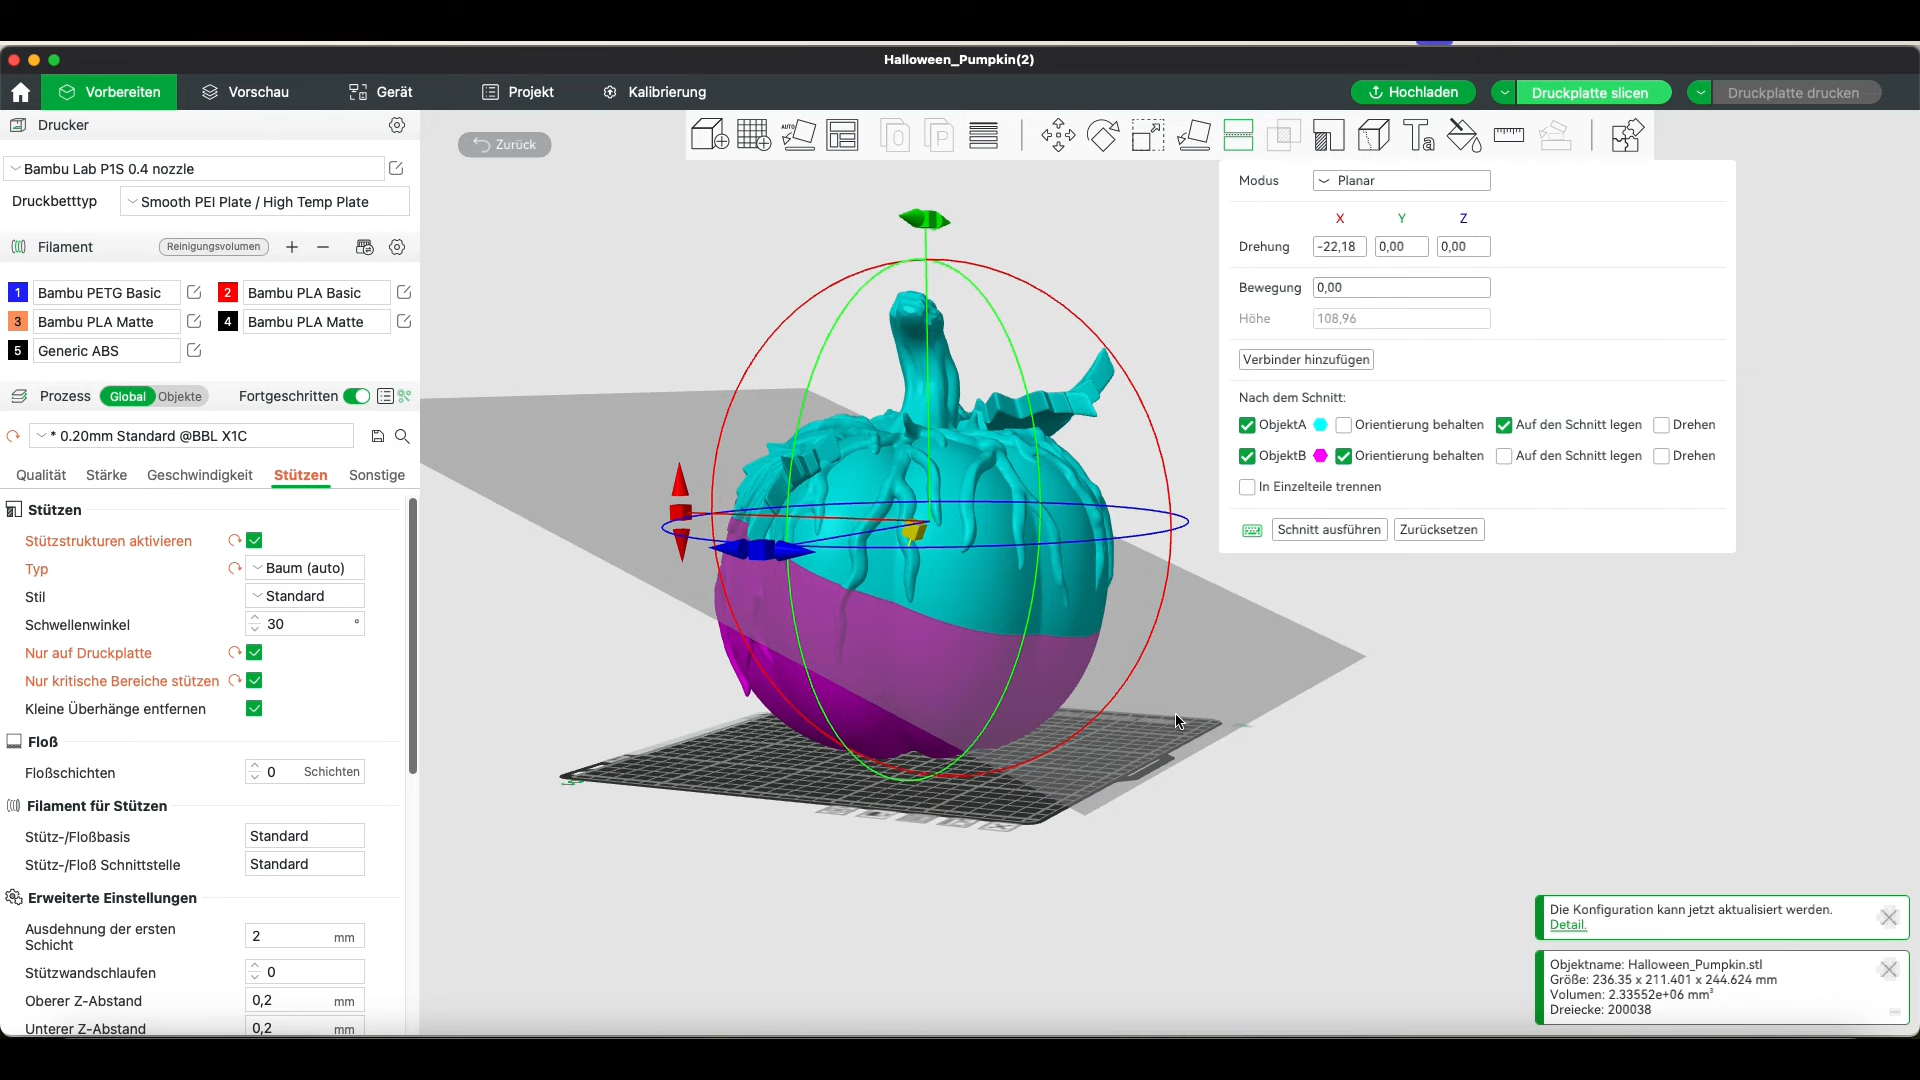 Halloween_Pumpkin(2)
Vorbereiten
Vorschau
Gerät
Projekt
Kalibrierung
Hochladen
Druckplatte slicen
Druckplatte drucken
Drucker
Bambu Lab P1S 0.4 nozzle
Druckbetttyp
Smooth PEI Plate / High Temp Plate
Filament
Reinigungsvolumen
1 Bambu PETG Basic
2 Bambu PLA Basic
3 Bambu PLA Matte
4 Bambu PLA Matte
5 Generic ABS
Prozess
Global
Objekte
Fortgeschritten
* 0.20mm Standard @BBL X1C
Qualität
Stärke
Geschwindigkeit
Stützen
Sonstige
Stützen
Stützstrukturen aktivieren
Typ
Baum (auto)
Stil
Standard
Schwellenwinkel
30 °
Nur auf Druckplatte
Nur kritische Bereiche stützen
Kleine Überhänge entfernen
Floß
Floßschichten
0 Schichten
Filament für Stützen
Stütz-/Floßbasis
Standard
Stütz-/Floß Schnittstelle
Standard
Erweiterte Einstellungen
Ausdehnung der ersten
Schicht
2 mm
Stützwandschlaufen
0
Oberer Z-Abstand
0,2 mm
Unterer Z-Abstand
0,2 mm
Zurück
AUTO
O
P
Ta
Modus
Planar
X Y Z
Drehung
-22,18
0,00
0,00
Bewegung
0,00
Höhe
108,96
Verbinder hinzufügen
Nach dem Schnitt:
ObjektA
Orientierung behalten
Auf den Schnitt legen
Drehen
ObjektB
Orientierung behalten
Auf den Schnitt legen
Drehen
In Einzelteile trennen
Schnitt ausführen
Zurücksetzen
Die Konfiguration kann jetzt aktualisiert werden.
Detail.
Objektname: Halloween_Pumpkin.stl
Größe: 236.35 x 211.401 x 244.624 mm
Volumen: 2.33552e+06 mm³
Dreiecke: 200038